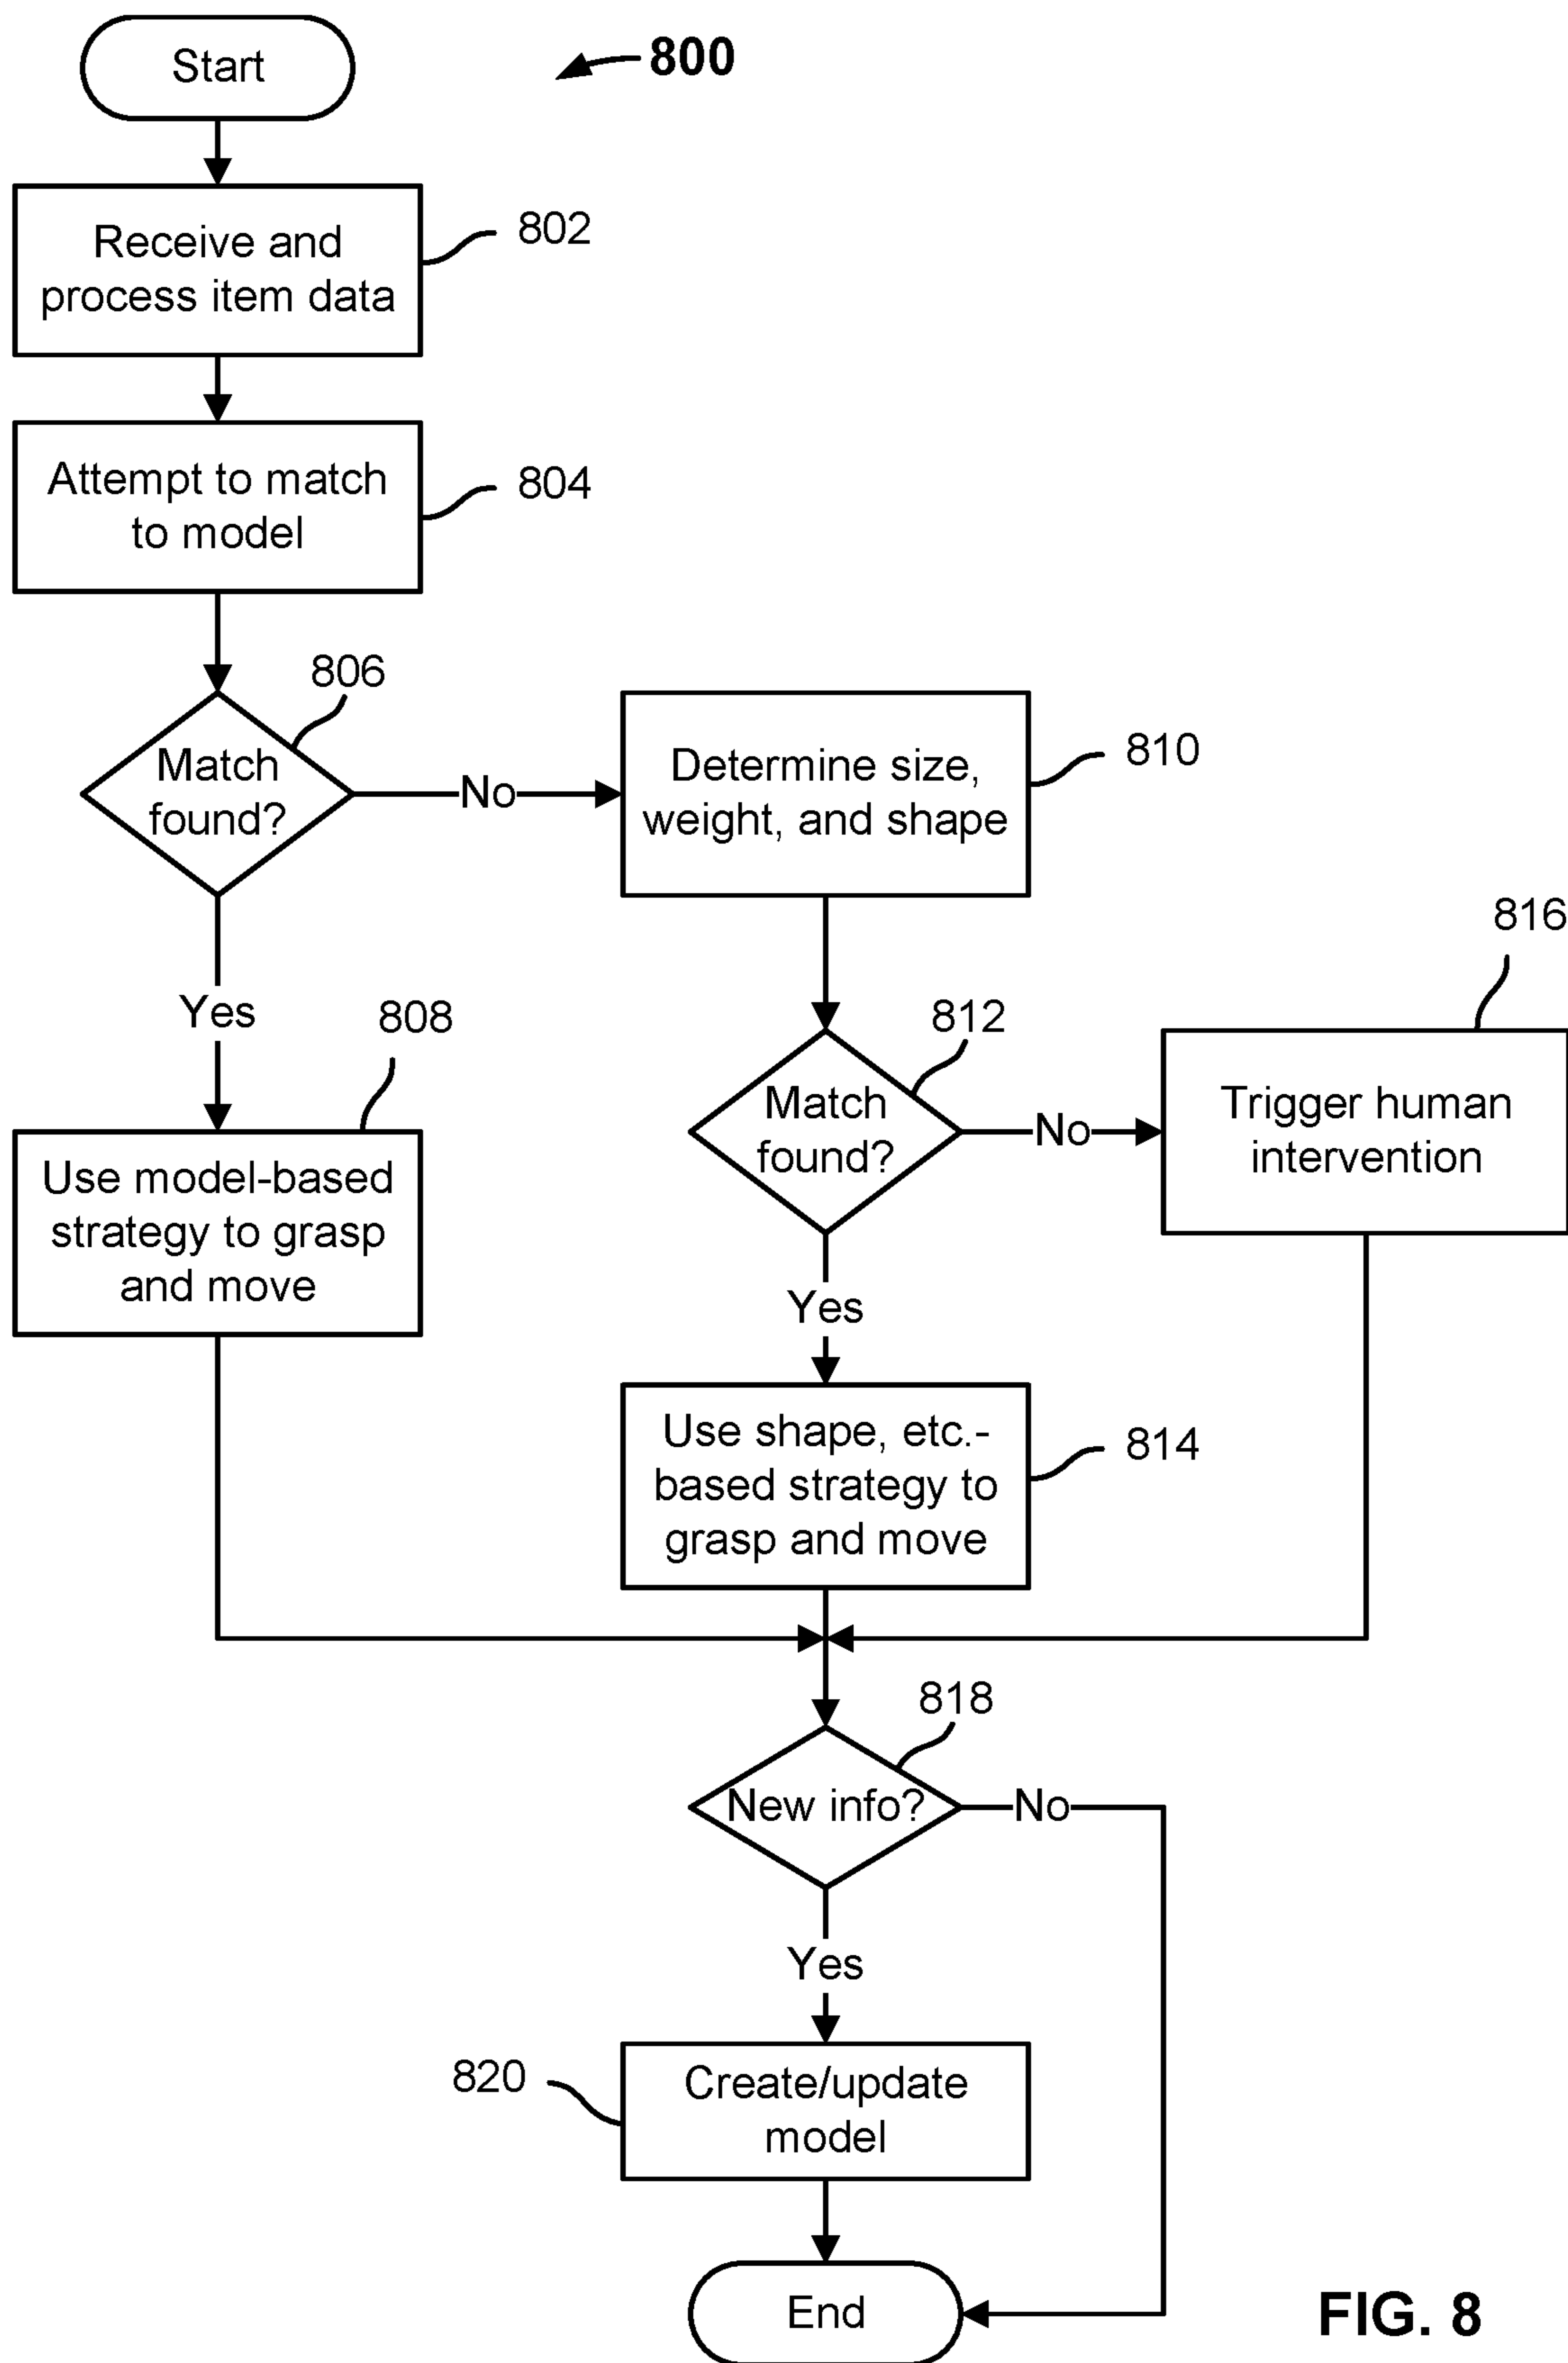 Start
800
Receive and
process item data
802
Attempt to match
to model
804
806
Match
found?
No
Determine size,
weight, and shape
810
Yes
808
Use model-based
strategy to grasp
and move
812
Match
found?
No
816
Trigger human
intervention
Yes
Use shape, etc.-
based strategy to
grasp and move
814
818
New info?
No
Yes
820
Create/update
model
End
FIG. 8